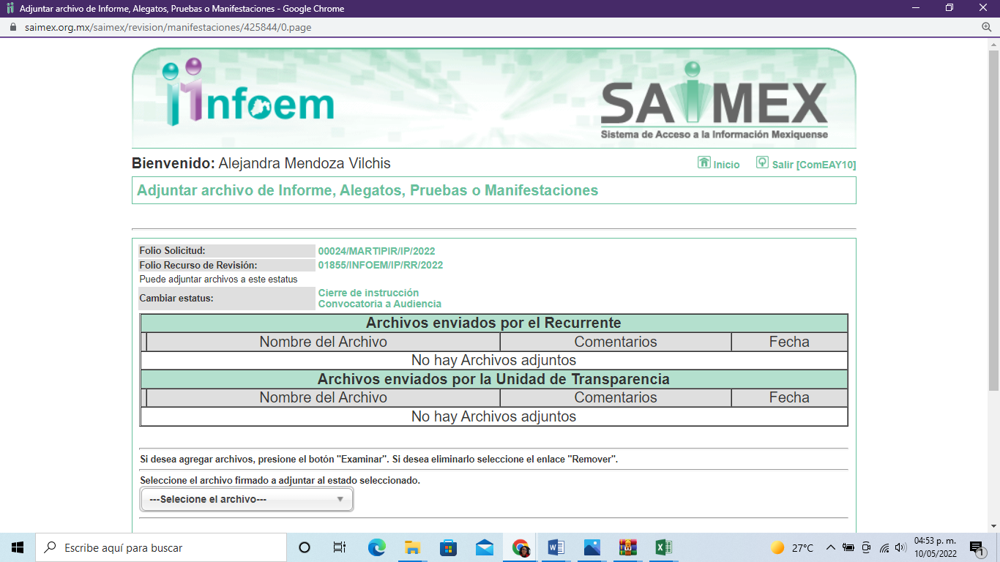 Adjuntar archivo de Informe, Alegatos, Pruebas o Manifestaciones - Google Chrome
saimex.org.mx/saimex/revision/manifestaciones/425844/0.page
infoem
SAIMEX
Sistema de Acceso a la Información Mexiquense
Bienvenido: Alejandra Mendoza Vilchis
Inicio Salir [ComEAY10]
Adjuntar archivo de Informe, Alegatos, Pruebas o Manifestaciones
Folio Solicitud: 00024/MARTIPIR/IP/2022
Folio Recurso de Revisión: 01855/INFOEM/IP/RR/2022
Puede adjuntar archivos a este estatus
Cambiar estatus: Cierre de instrucción
Convocatoria a Audiencia
Archivos enviados por el Recurrente
Nombre del Archivo Comentarios Fecha
No hay Archivos adjuntos
Archivos enviados por la Unidad de Transparencia
Nombre del Archivo Comentarios Fecha
No hay Archivos adjuntos
Si desea agregar archivos, presione el botón "Examinar". Si desea eliminarlo seleccione el enlace "Remover".
Seleccione el archivo firmado a adjuntar al estado seleccionado.
---Selecione el archivo---
Escribe aquí para buscar
27°C
04:53 p. m.
10/05/2022
1